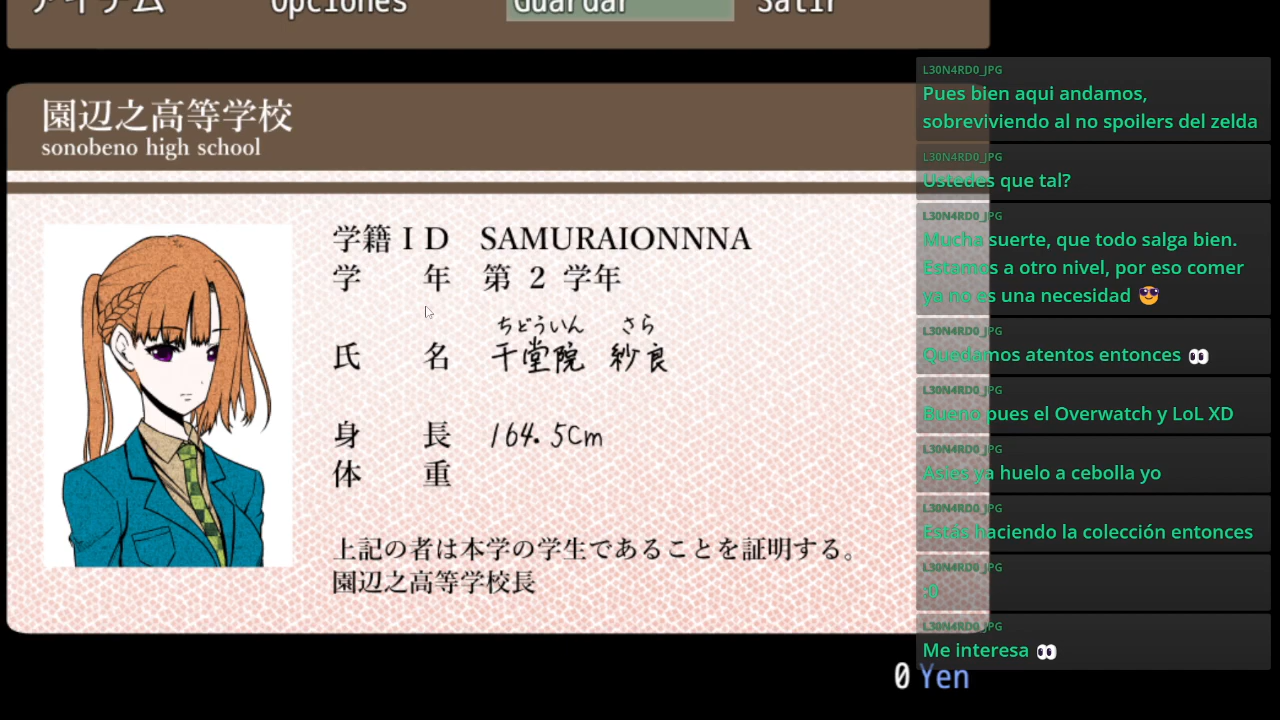 アイテム Opciones Guardar Salir
園辺之高等学校
sonobeno high school
学籍ID SAMURAIONNNA
学年 第 2 学年
ちどういん さら
氏名 千堂院 紗良
身長 164.5Cm
体重
上記の者は本学の学生であることを証明する。
園辺之高等学校長
0 Yen
L30N4RD0_JPG
Pues bien aqui andamos,
sobreviviendo al no spoilers del zelda
L30N4RD0_JPG
Ustedes que tal?
L30N4RD0_JPG
Mucha suerte, que todo salga bien.
Estamos a otro nivel, por eso comer
ya no es una necesidad 😎
L30N4RD0_JPG
Quedamos atentos entonces 👀
L30N4RD0_JPG
Bueno pues el Overwatch y LoL XD
L30N4RD0_JPG
Asies ya huelo a cebolla yo
L30N4RD0_JPG
Estás haciendo la colección entonces
L30N4RD0_JPG
:0
L30N4RD0_JPG
Me interesa 👀